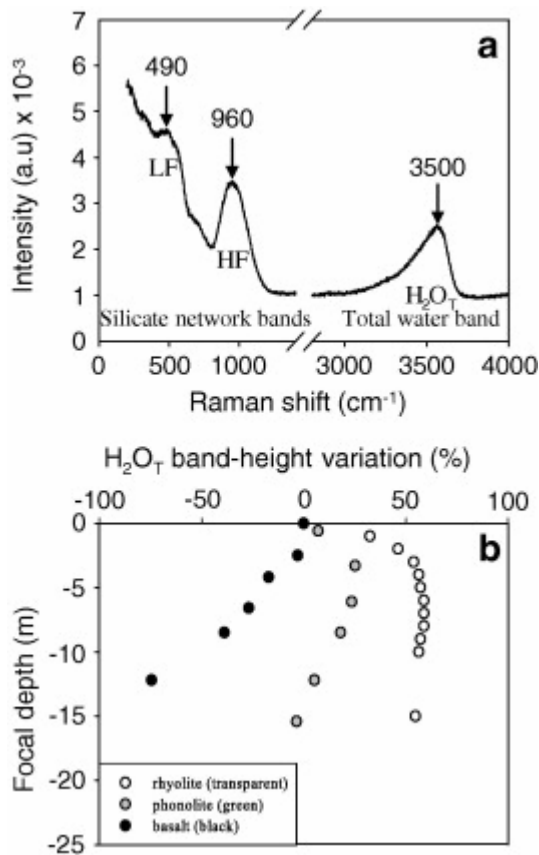 7
6
5
4
3
2
1
0
Intensity (a.u) x 10⁻³
a
490
960
3500
LF
HF
H₂O_T
Silicate network bands
Total water band
0
500
1000
3000
3500
4000
Raman shift (cm⁻¹)
H₂O_T band-height variation (%)
-100
-50
0
50
100
b
0
-5
-10
-15
-20
-25
Focal depth (m)
rhyolite (transparent)
phonolite (green)
basalt (black)